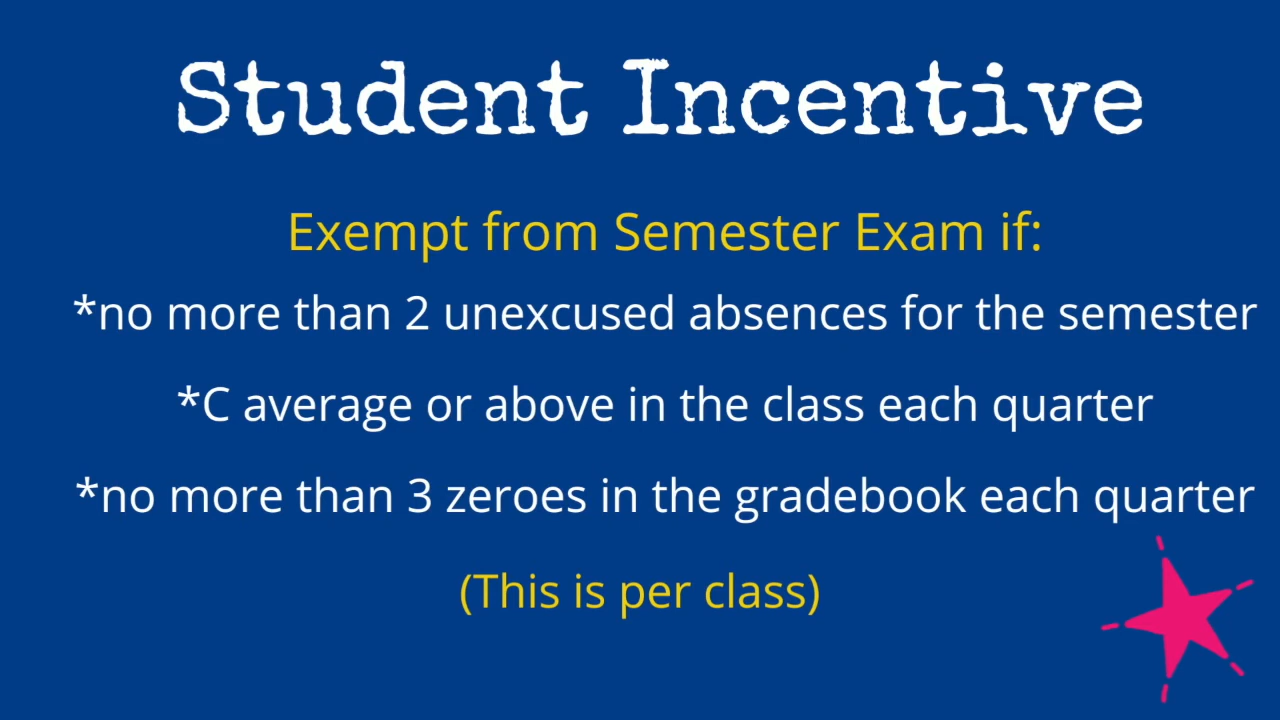 Student Incentive
Exempt from Semester Exam if:
*no more than 2 unexcused absences for the semester
*C average or above in the class each quarter
*no more than 3 zeroes in the gradebook each quarter
(This is per class)